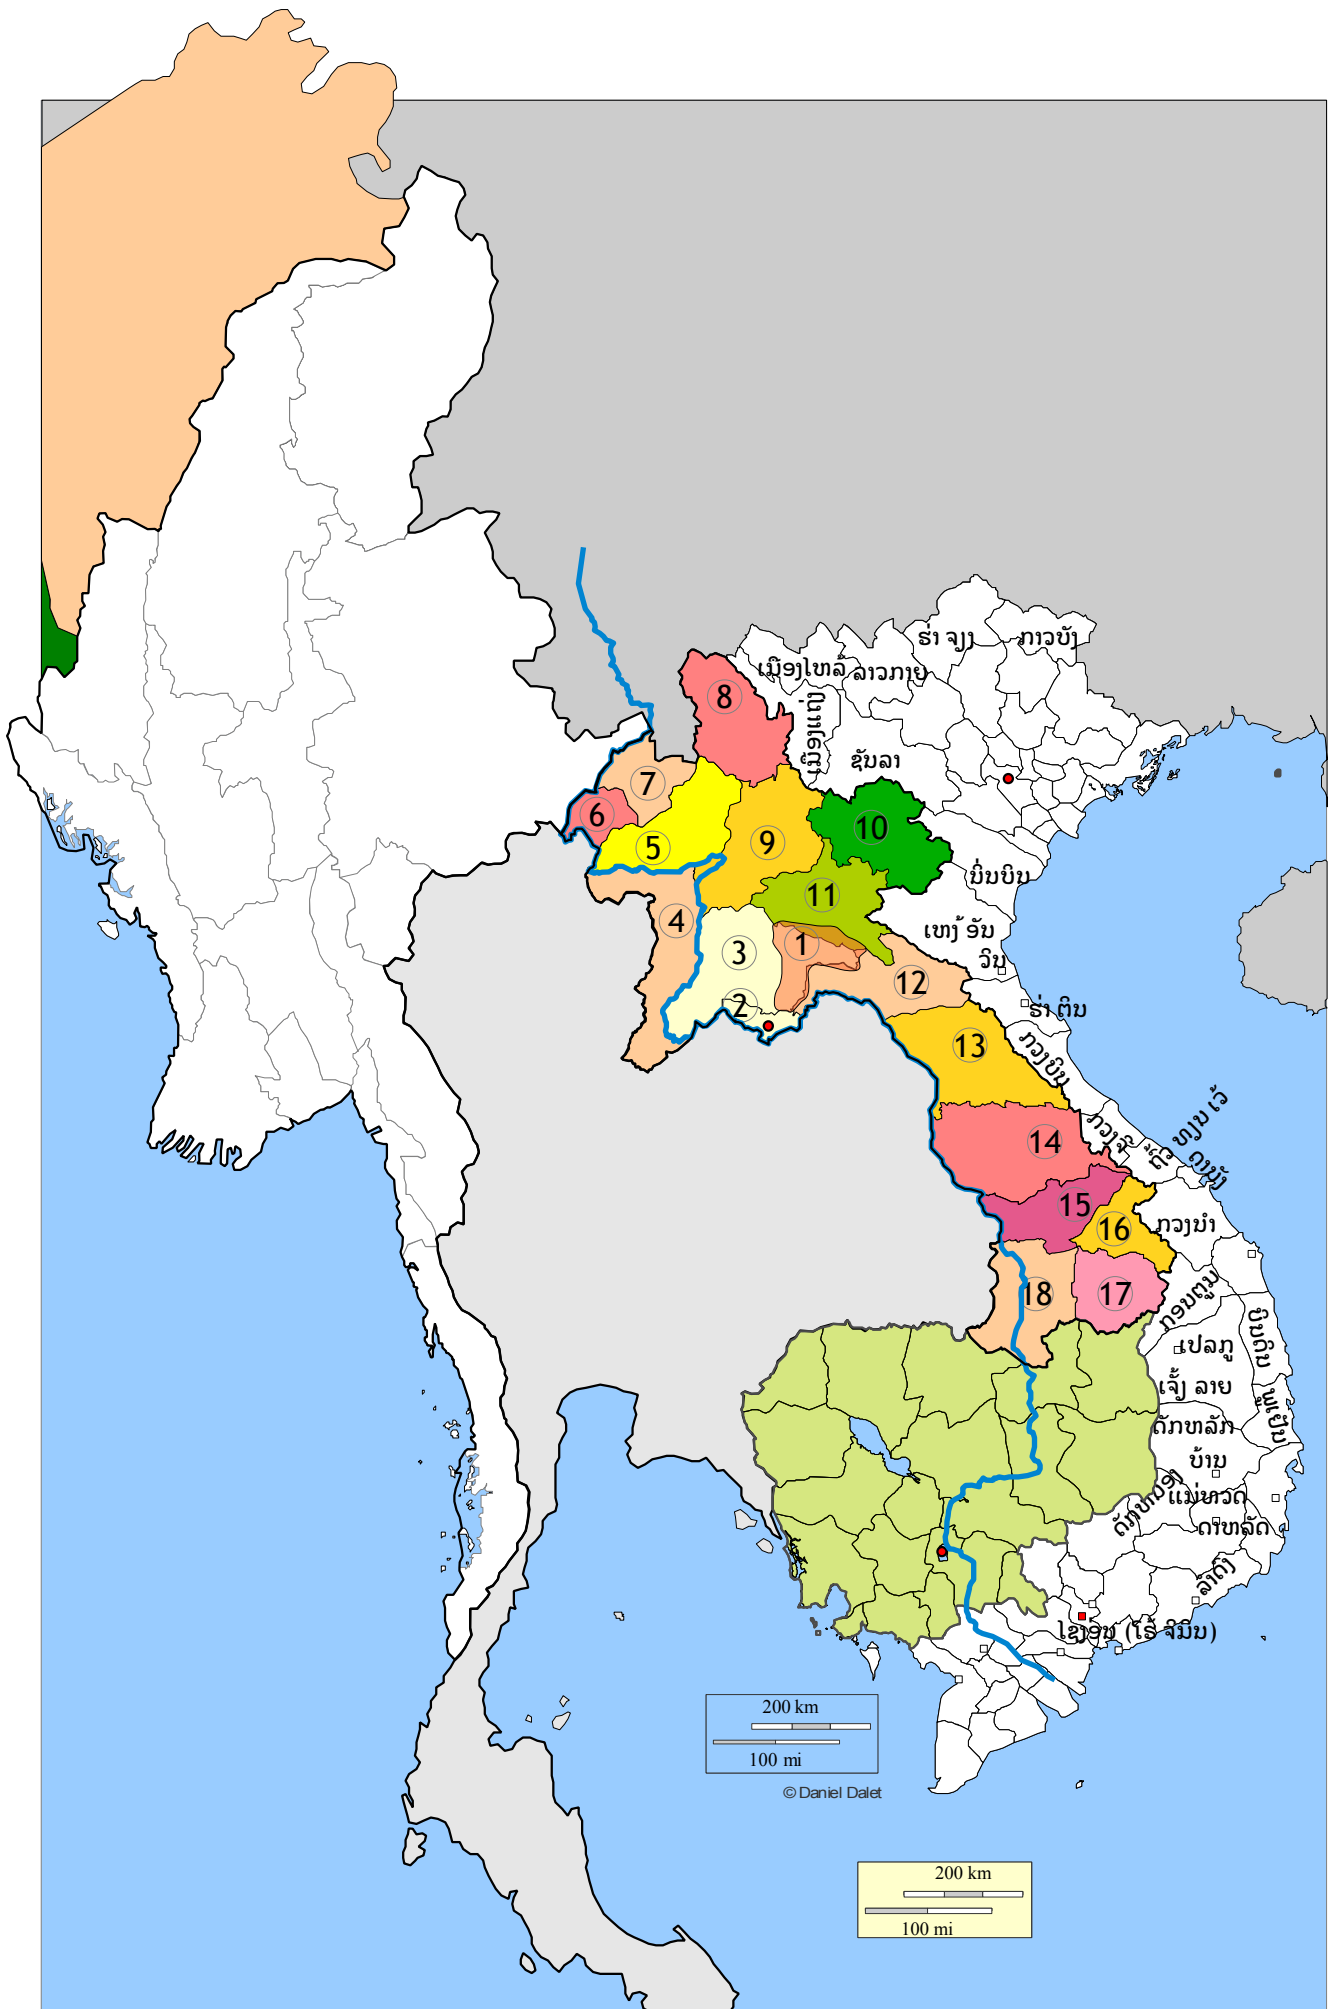 ຮ່າ ຈຽງ
ກາວບັງ
ເມືອງໄຫລ້
ລາວກາຍ
ເມືອງແຖງ
ຊັນລາ
8
7
6
5
9
10
11
ນິ່ນບິນ
4
3
1
ເຫງ້ ອັນ
ວິນ
2
12
ຮ່າ ຕິນ
13
ກວງບິນ
14
ກວງຈີ
ຖື້ວ ທຽນ ເວ້
ດານັງ
15
16
ກວງນຳ
18
17
ກອນຕູມ
ບິນດິນ
ເປລກູ
ເຈັ້ງ ລາຍ
ພູເຢັນ
ດັກຫລັກ
ບ້ານ
ແມ່ທວດ
ດັກໜອງ
ດາຫລັດ
ລຳດົງ
ໄຊງ່ອນ (ໂຮ້ ຈິມິນ)
200 km
100 mi
© Daniel Dalet
200 km
100 mi